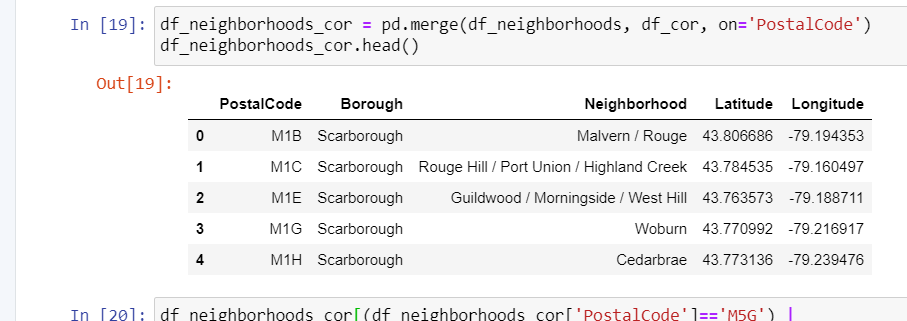 In [19]: df_neighborhoods_cor = pd.merge(df_neighborhoods, df_cor, on='PostalCode')
df_neighborhoods_cor.head()
Out[19]:
PostalCode Borough Neighborhood Latitude Longitude
0 M1B Scarborough Malvern / Rouge 43.806686 -79.194353
1 M1C Scarborough Rouge Hill / Port Union / Highland Creek 43.784535 -79.160497
2 M1E Scarborough Guildwood / Morningside / West Hill 43.763573 -79.188711
3 M1G Scarborough Woburn 43.770992 -79.216917
4 M1H Scarborough Cedarbrae 43.773136 -79.239476
In [20]: df_neighborhoods_cor[(df_neighborhoods_cor['PostalCode']=='M5G') |